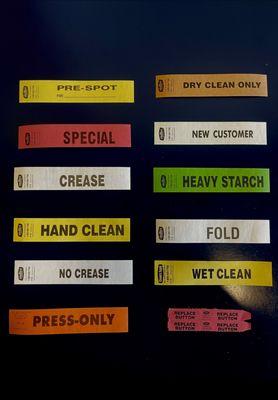 PRE-SPOT
FOR
DRY CLEAN ONLY
SPECIAL
NEW CUSTOMER
CREASE
HEAVY STARCH
HAND CLEAN
FOLD
NO CREASE
WET CLEAN
PRESS-ONLY
REPLACE BUTTON REPLACE BUTTON
REPLACE BUTTON REPLACE BUTTON